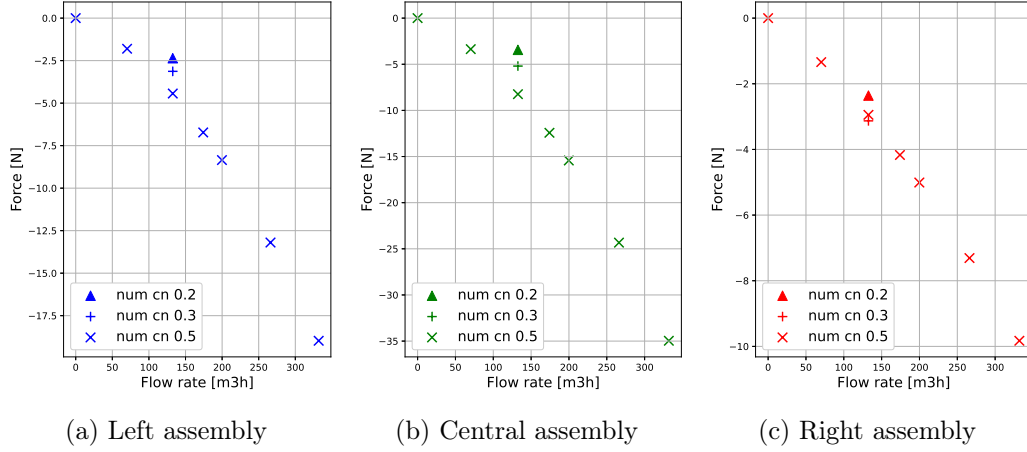 0.0
−2.5
−5.0
−7.5
−10.0
−12.5
−15.0
−17.5
Force [N]
num cn 0.2
num cn 0.3
num cn 0.5
0 50 100 150 200 250 300
Flow rate [m3h]
(a) Left assembly
0
−5
−10
−15
−20
−25
−30
−35
Force [N]
num cn 0.2
num cn 0.3
num cn 0.5
0 50 100 150 200 250 300
Flow rate [m3h]
(b) Central assembly
0
−2
−4
−6
−8
−10
Force [N]
num cn 0.2
num cn 0.3
num cn 0.5
0 50 100 150 200 250 300
Flow rate [m3h]
(c) Right assembly